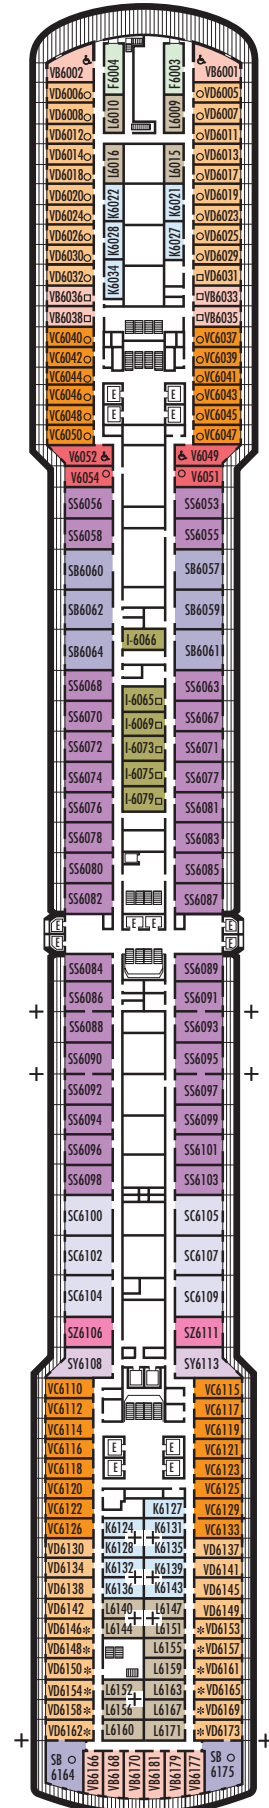 VB6002 F6004 F6003 VB6001
VD6006 L6010 L6009 VD6005
VD6008 VD6007
VD6012 VD6011
VD6014 L6016 L6015 VD6013
VD6018 VD6017
VD6020 K6022 K6021 VD6019
VD6024 VD6023
VD6026 K6028 K6027 VD6025
VD6030 VD6029
VD6032 K6034 VD6031
VB6036 VB6033
VB6038 VB6035
VC6040 VC6037
VC6042 VC6039
VC6044 VC6041
VC6046 E E VC6043
VC6048 E E VC6045
VC6050 VC6047
V6052 V6049
V6054 V6051
SS6056 SS6053
SS6058 SS6055
SB6060 SB6057
SB6062 SB6059
SB6064 I-6066 SB6061
SS6068 SS6063
I-6065
SS6070 I-6069 SS6067
SS6072 I-6073 SS6071
SS6074 I-6075 SS6077
SS6076 I-6079 SS6081
SS6078 SS6083
SS6080 SS6085
SS6082 SS6087
E E E E
E E
SS6084 SS6089
SS6086 SS6091
SS6088 SS6093
SS6090 SS6095
SS6092 SS6097
SS6094 SS6099
SS6096 SS6101
SS6098 SS6103
SC6100 SC6105
SC6102 SC6107
SC6104 SC6109
SZ6106 SZ6111
SY6108 SY6113
VC6110 VC6115
VC6112 VC6117
VC6114 VC6119
VC6116 E E VC6121
VC6118 E E VC6123
VC6120 VC6125
VC6122 K6127 VC6129
VC6126 K6124 K6131 VC6133
VD6130 K6128 K6135 VD6137
VD6134 K6132 K6139 VD6141
VD6138 K6136 K6143 VD6145
VD6142 L6140 L6147 VD6149
VD6146* L6144 L6151 *VD6153
VD6148* L6155 *VD6157
VD6150* L6159 *VD6161
VD6154* L6152 L6163 *VD6165
VD6158* L6156 L6167 *VD6169
VD6162* L6160 L6171 *VD6173
SB 6164 VB6166 VB6168 VB6170 VB6181 VB6179 VB6177 SB 6175